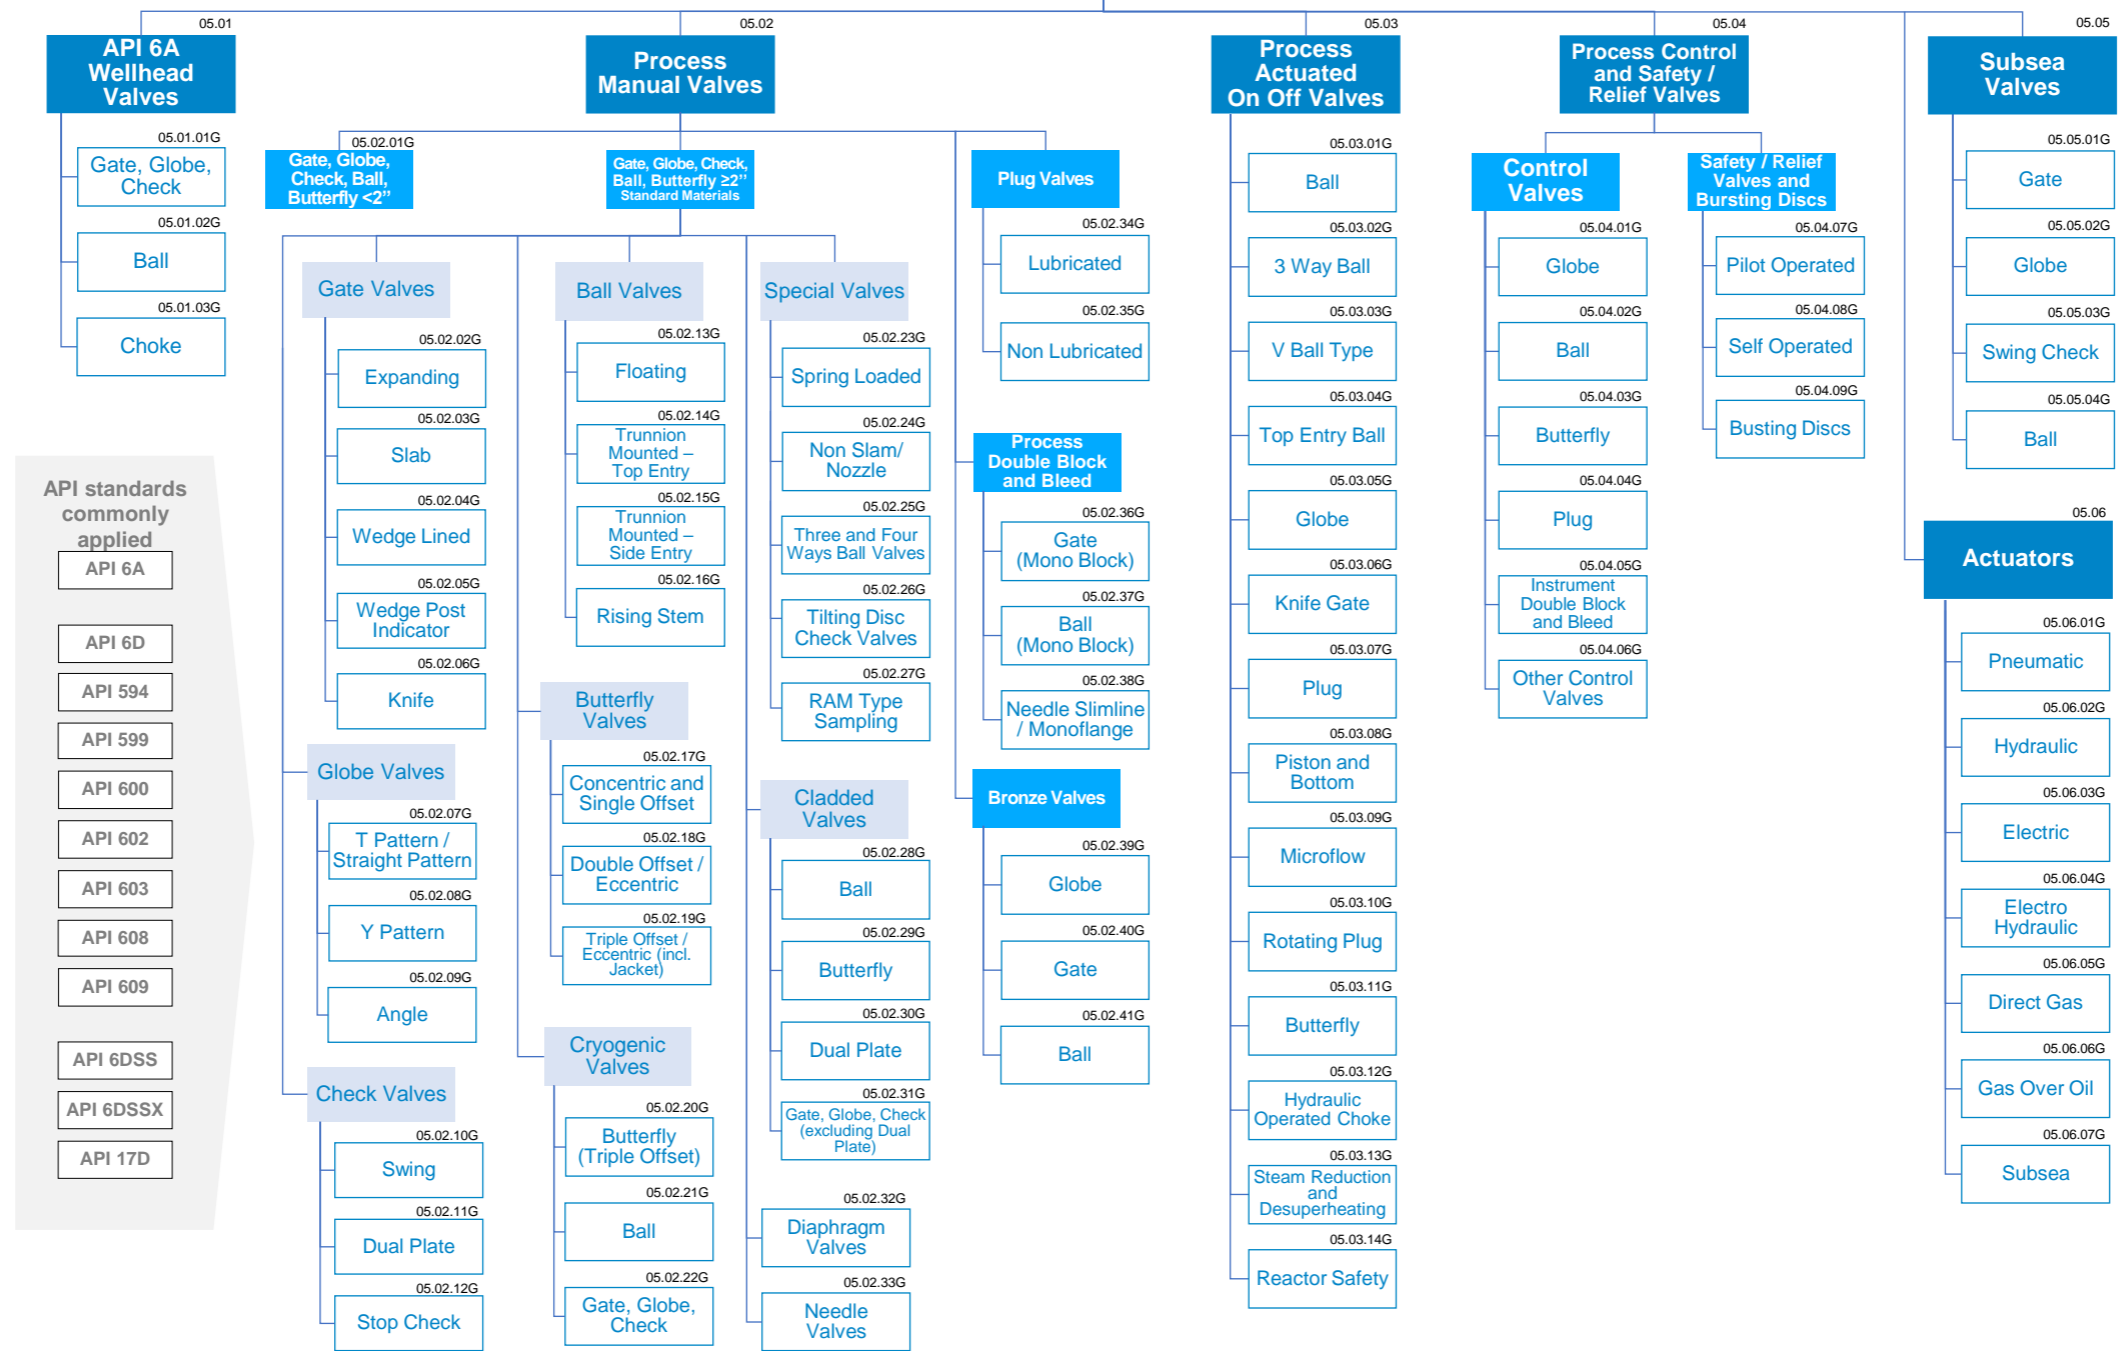 05.01
API 6A
Wellhead
Valves
05.01.01G
Gate, Globe,
Check
05.01.02G
Ball
05.01.03G
Choke
API standards
commonly
applied
API 6A
API 6D
API 594
API 599
API 600
API 602
API 603
API 608
API 609
API 6DSS
API 6DSSX
API 17D
05.02
Process
Manual Valves
05.02.01G
Gate, Globe,
Check, Ball,
Butterfly <2’’
Gate, Globe, Check,
Ball, Butterfly ≥2’’
Standard Materials
Gate Valves
05.02.02G
Expanding
05.02.03G
Slab
05.02.04G
Wedge Lined
05.02.05G
Wedge Post
Indicator
05.02.06G
Knife
Globe Valves
05.02.07G
T Pattern /
Straight Pattern
05.02.08G
Y Pattern
05.02.09G
Angle
Check Valves
05.02.10G
Swing
05.02.11G
Dual Plate
05.02.12G
Stop Check
Ball Valves
05.02.13G
Floating
05.02.14G
Trunnion
Mounted –
Top Entry
05.02.15G
Trunnion
Mounted –
Side Entry
05.02.16G
Rising Stem
Butterfly
Valves
05.02.17G
Concentric and
Single Offset
05.02.18G
Double Offset /
Eccentric
05.02.19G
Triple Offset /
Eccentric (incl.
Jacket)
Cryogenic
Valves
05.02.20G
Butterfly
(Triple Offset)
05.02.21G
Ball
05.02.22G
Gate, Globe,
Check
Special Valves
05.02.23G
Spring Loaded
05.02.24G
Non Slam/
Nozzle
05.02.25G
Three and Four
Ways Ball Valves
05.02.26G
Tilting Disc
Check Valves
05.02.27G
RAM Type
Sampling
Cladded
Valves
05.02.28G
Ball
05.02.29G
Butterfly
05.02.30G
Dual Plate
05.02.31G
Gate, Globe, Check
(excluding Dual
Plate)
05.02.32G
Diaphragm
Valves
05.02.33G
Needle
Valves
Plug Valves
05.02.34G
Lubricated
05.02.35G
Non Lubricated
Process
Double Block
and Bleed
05.02.36G
Gate
(Mono Block)
05.02.37G
Ball
(Mono Block)
05.02.38G
Needle Slimline
/ Monoflange
Bronze Valves
05.02.39G
Globe
05.02.40G
Gate
05.02.41G
Ball
05.03
Process
Actuated
On Off Valves
05.03.01G
Ball
05.03.02G
3 Way Ball
05.03.03G
V Ball Type
05.03.04G
Top Entry Ball
05.03.05G
Globe
05.03.06G
Knife Gate
05.03.07G
Plug
05.03.08G
Piston and
Bottom
05.03.09G
Microflow
05.03.10G
Rotating Plug
05.03.11G
Butterfly
05.03.12G
Hydraulic
Operated Choke
05.03.13G
Steam Reduction
and
Desuperheating
05.03.14G
Reactor Safety
05.04
Process Control
and Safety /
Relief Valves
Control
Valves
05.04.01G
Globe
05.04.02G
Ball
05.04.03G
Butterfly
05.04.04G
Plug
05.04.05G
Instrument
Double Block
and Bleed
05.04.06G
Other Control
Valves
Safety / Relief
Valves and
Bursting Discs
05.04.07G
Pilot Operated
05.04.08G
Self Operated
05.04.09G
Busting Discs
05.05
Subsea
Valves
05.05.01G
Gate
05.05.02G
Globe
05.05.03G
Swing Check
05.05.04G
Ball
05.06
Actuators
05.06.01G
Pneumatic
05.06.02G
Hydraulic
05.06.03G
Electric
05.06.04G
Electro
Hydraulic
05.06.05G
Direct Gas
05.06.06G
Gas Over Oil
05.06.07G
Subsea